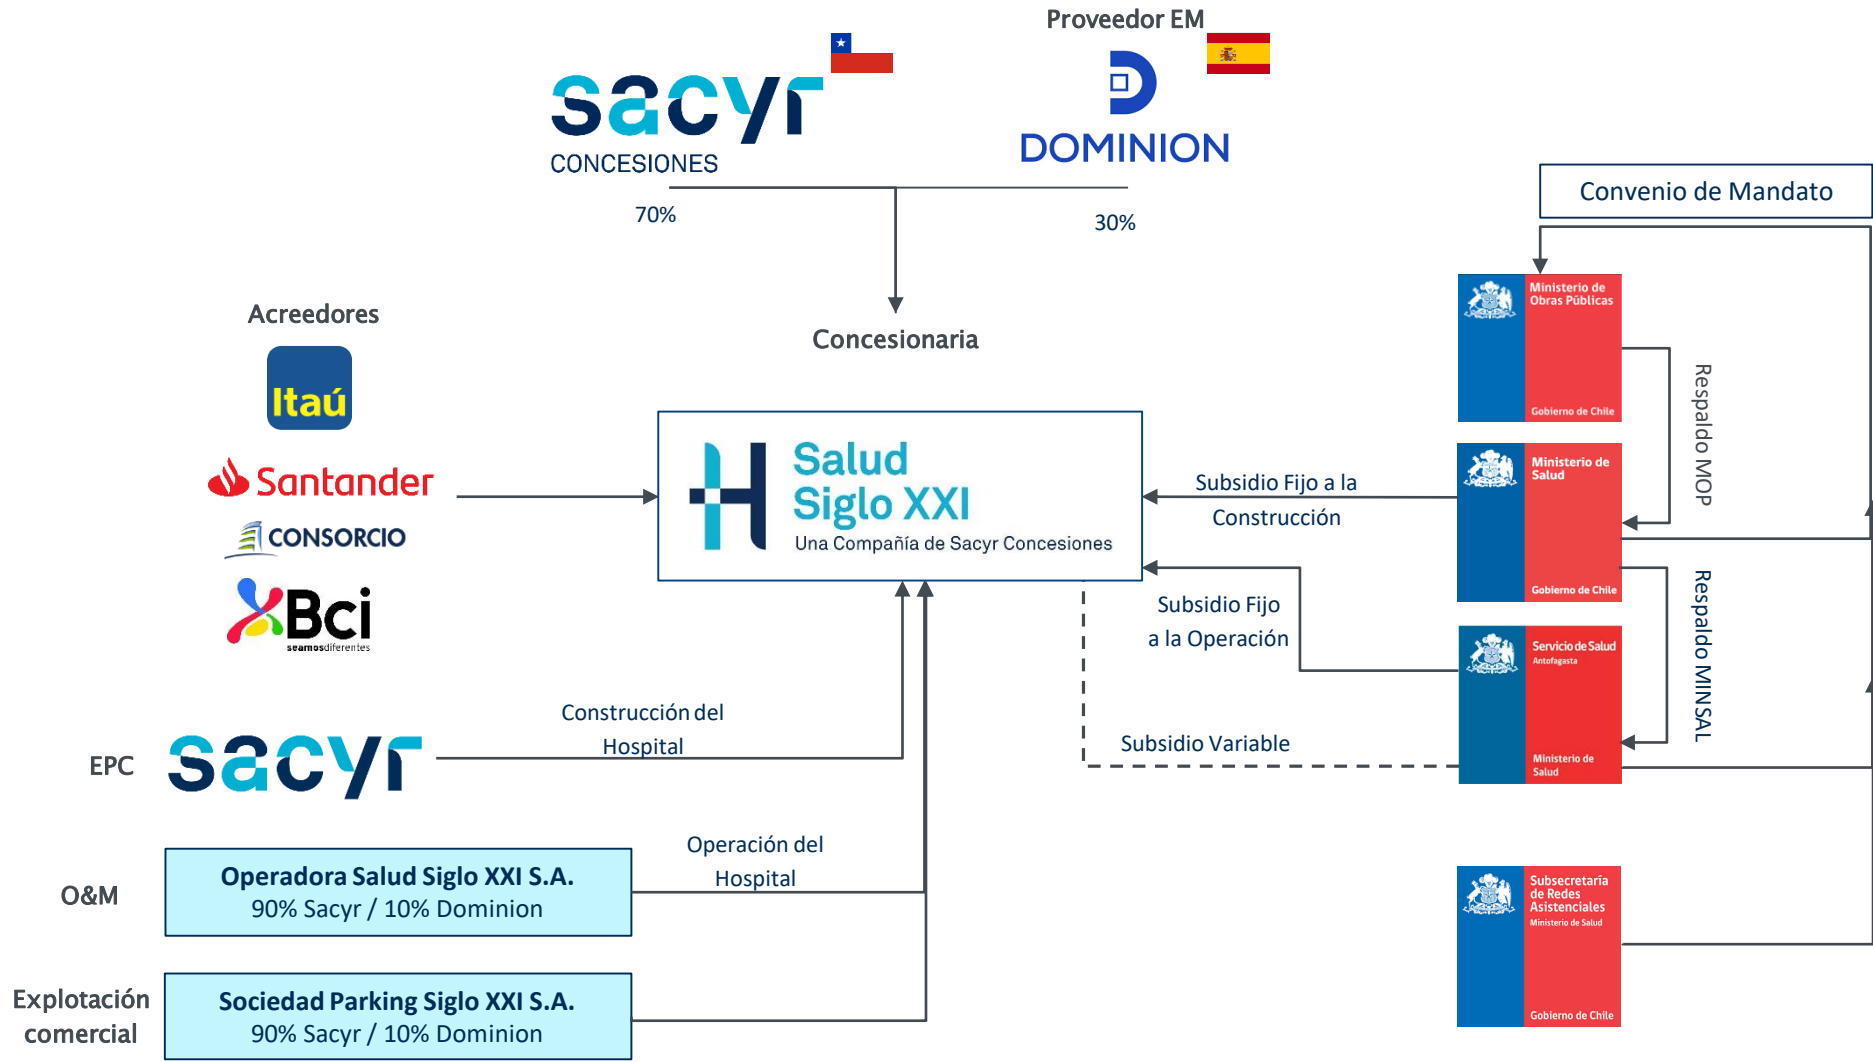 Proveedor EM
sacyr
CONCESIONES
DOMINION
70%
30%
Convenio de Mandato
Acreedores
Itaú
Santander
CONSORCIO
Bci
seamosdiferentes
Concesionaria
Salud
Siglo XXI
Una Compañía de Sacyr Concesiones
Ministerio de
Obras Públicas
Gobierno de Chile
Respaldo MOP
Subsidio Fijo a la
Construcción
Ministerio de
Salud
Gobierno de Chile
Respaldo MINSAL
Subsidio Fijo
a la Operación
Servicio de Salud
Antofagasta
Ministerio de
Salud
Subsidio Variable
Construcción del
Hospital
EPC
sacyr
Operación del
Hospital
O&M
Operadora Salud Siglo XXI S.A.
90% Sacyr / 10% Dominion
Subsecretaría
de Redes
Asistenciales
Ministerio de Salud
Gobierno de Chile
Explotación
comercial
Sociedad Parking Siglo XXI S.A.
90% Sacyr / 10% Dominion